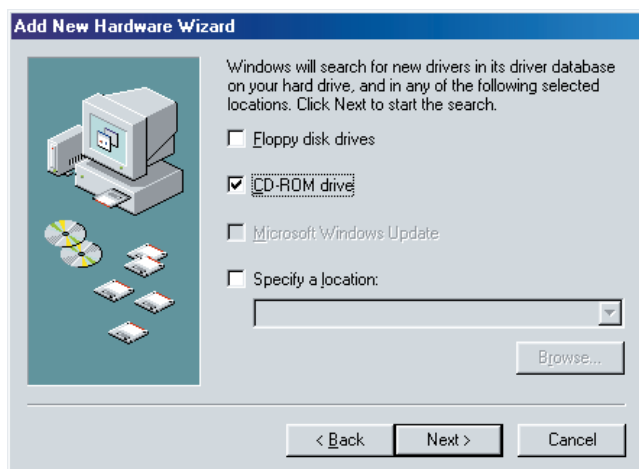 Add New Hardware Wizard
Windows will search for new drivers in its driver database
on your hard drive, and in any of the following selected
locations. Click Next to start the search.
Floppy disk drives
CD-ROM drive
Microsoft Windows Update
Specify a location:
Browse...
< Back
Next >
Cancel